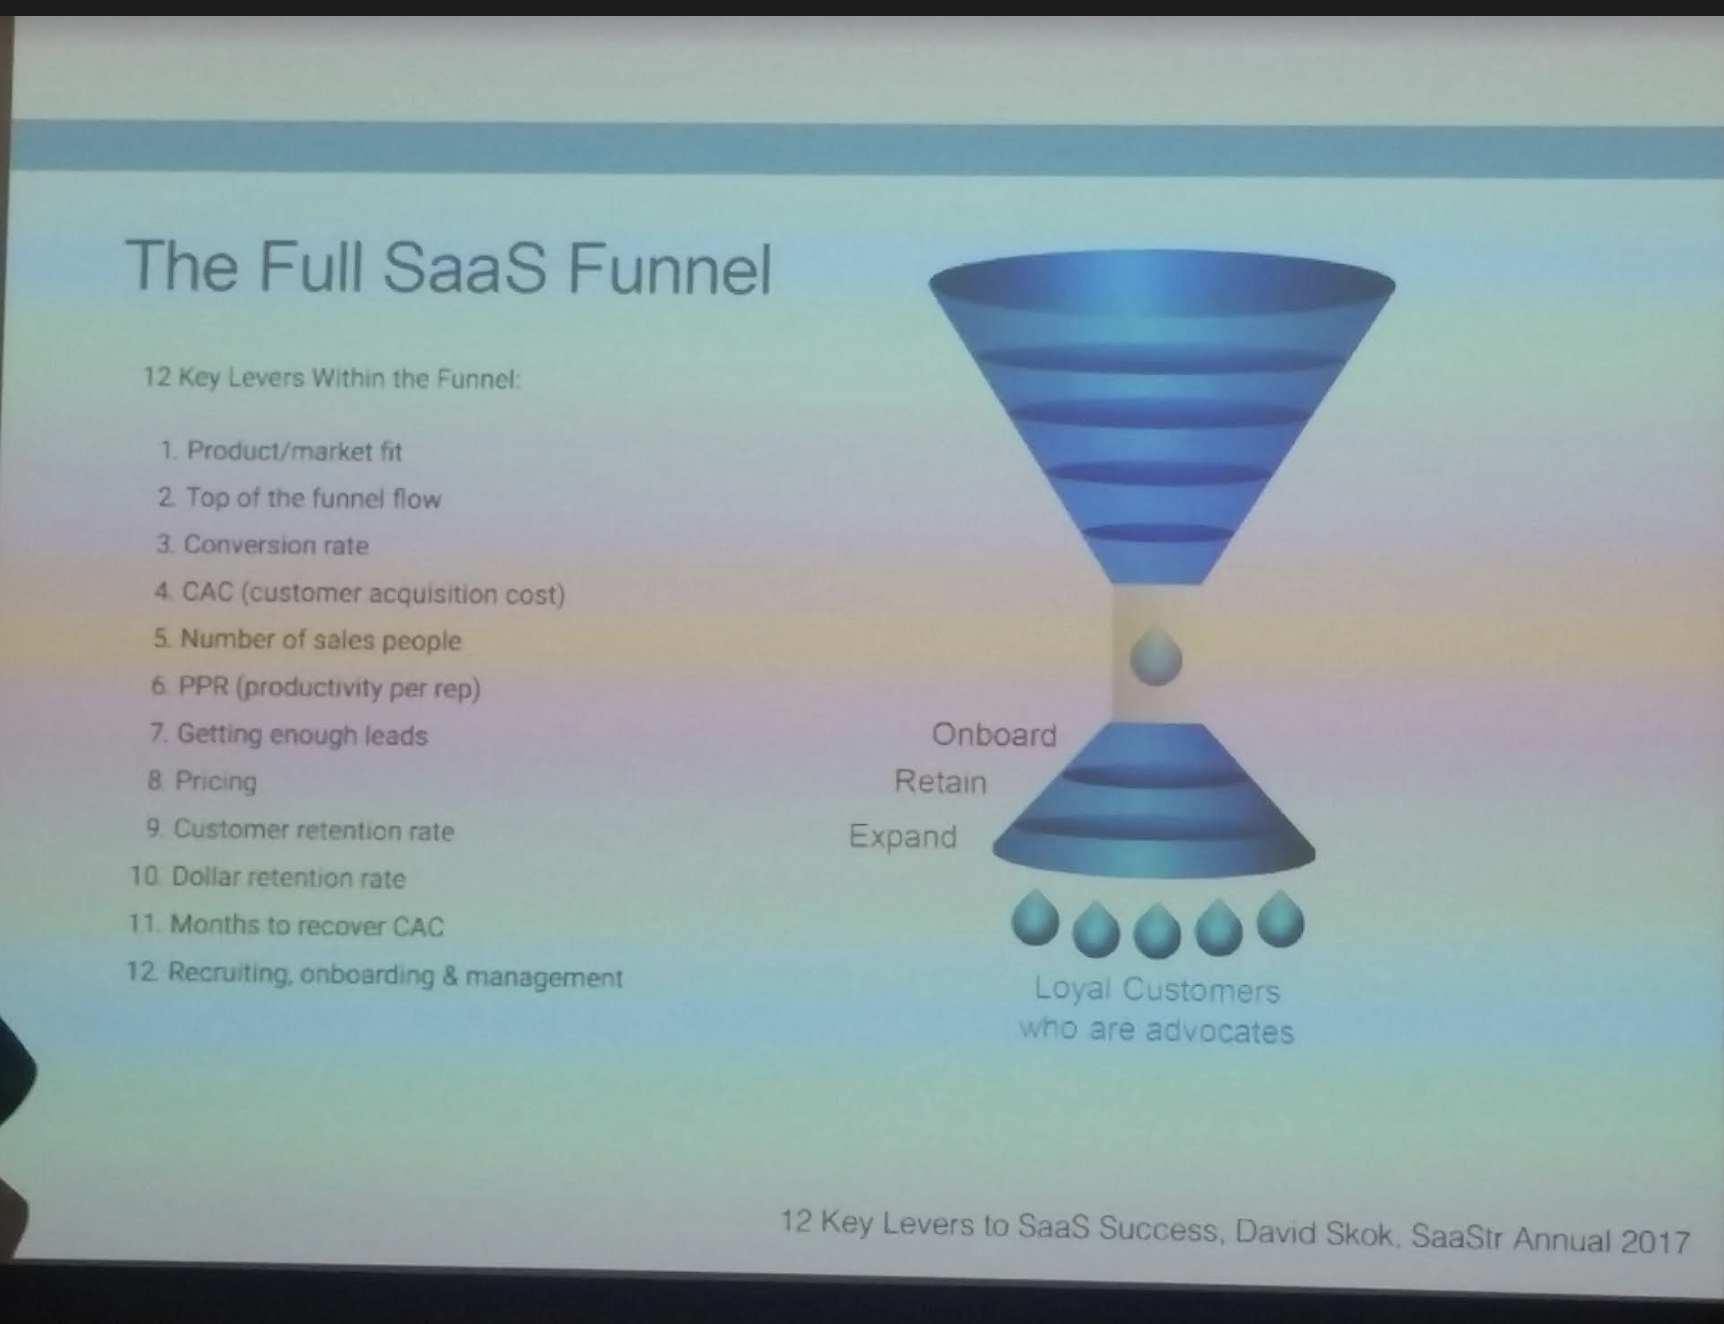 The Full SaaS Funnel
12 Key Levers Within the Funnel:
1. Product/market fit
2. Top of the funnel flow
3. Conversion rate
4. CAC (customer acquisition cost)
5. Number of sales people
6. PPR (productivity per rep)
7. Getting enough leads
8. Pricing
9. Customer retention rate
10. Dollar retention rate
11. Months to recover CAC
12. Recruiting, onboarding & management
Onboard
Retain
Expand
Loyal Customers
who are advocates
12 Key Levers to SaaS Success, David Skok, SaaStr Annual 2017